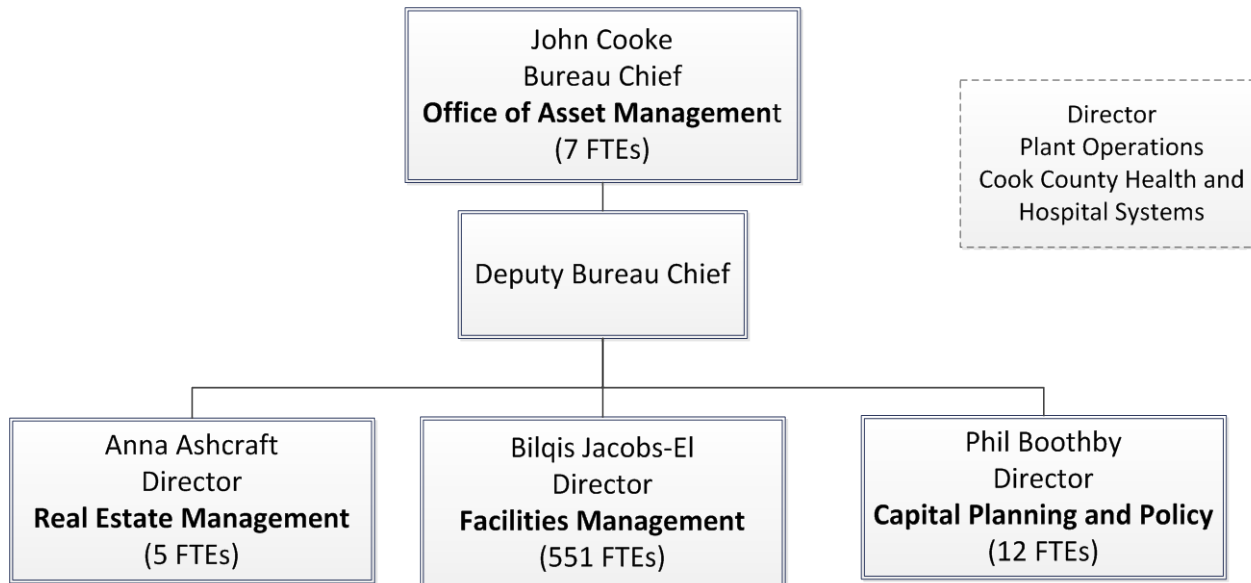 John Cooke
Bureau Chief
Office of Asset Management
(7 FTEs)
Director
Plant Operations
Cook County Health and
Hospital Systems
Deputy Bureau Chief
Anna Ashcraft
Director
Real Estate Management
(5 FTEs)
Bilqis Jacobs-El
Director
Facilities Management
(551 FTEs)
Phil Boothby
Director
Capital Planning and Policy
(12 FTEs)